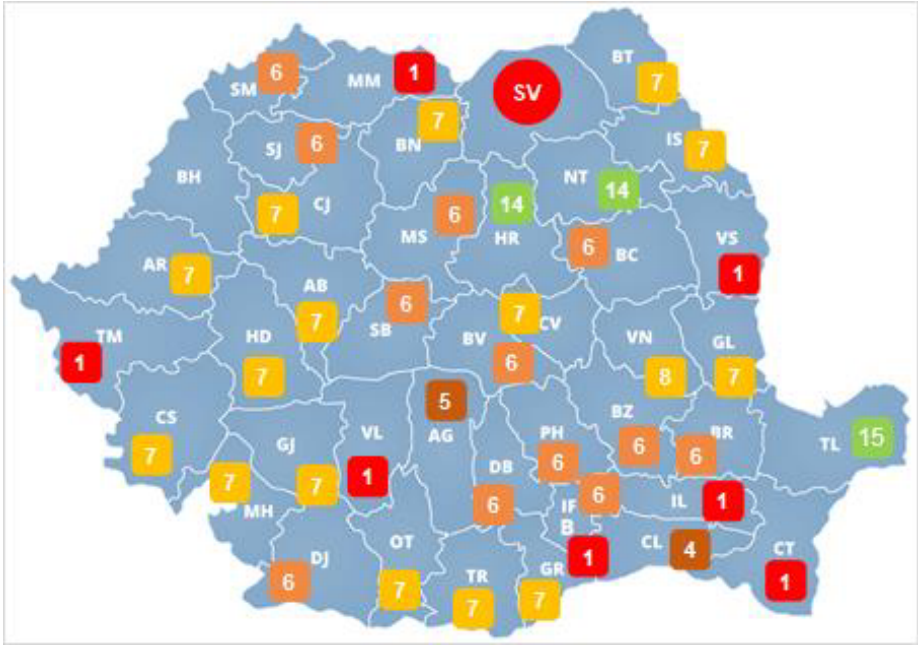 BT
7
SM
6
MM
1
SV
BN
7
IS
7
SJ
6
BH
CJ
7
NT
14
HR
14
MS
6
BC
6
VS
1
AR
7
AB
7
SB
6
CV
7
BV
6
HD
7
TM
1
VN
8
GL
7
CS
7
AG
5
BZ
6
BR
6
TL
15
GJ
7
VL
1
PH
6
DB
6
MH
7
IF
6
B
1
IL
1
CL
4
CT
1
DJ
6
OT
7
TR
7
GR
7